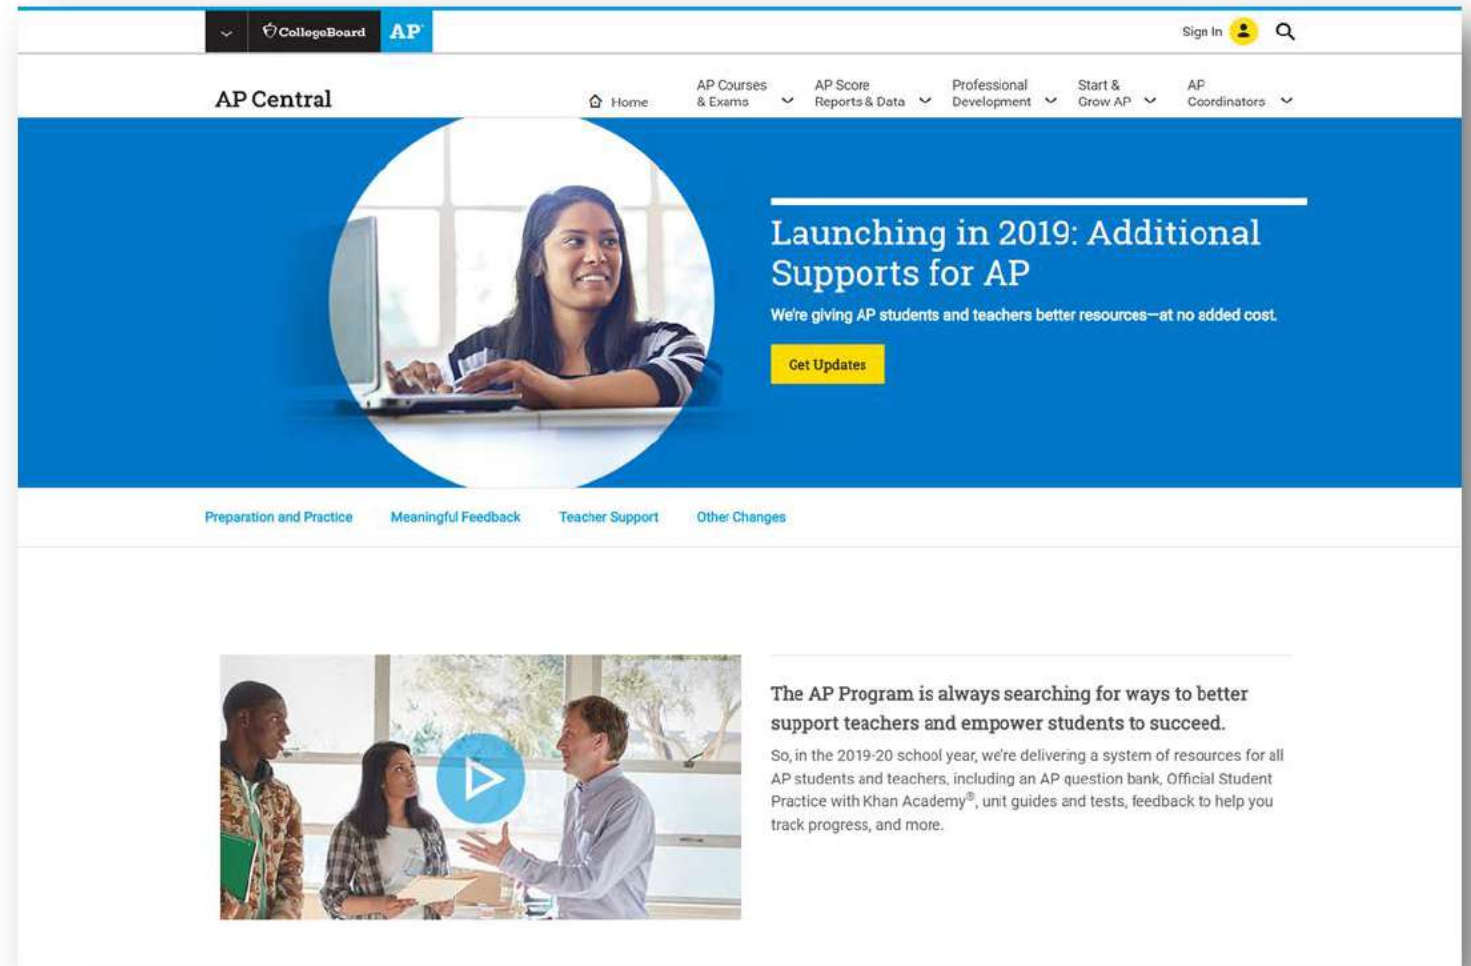 CollegeBoard
AP®
Sign In
AP Central
Home
AP Courses
& Exams
AP Score
Reports & Data
Professional
Development
Start &
Grow AP
AP
Coordinators
Launching in 2019: Additional
Supports for AP
We're giving AP students and teachers better resources—at no added cost.
Get Updates
Preparation and Practice
Meaningful Feedback
Teacher Support
Other Changes
The AP Program is always searching for ways to better
support teachers and empower students to succeed.
So, in the 2019-20 school year, we're delivering a system of resources for all
AP students and teachers, including an AP question bank, Official Student
Practice with Khan Academy®, unit guides and tests, feedback to help you
track progress, and more.